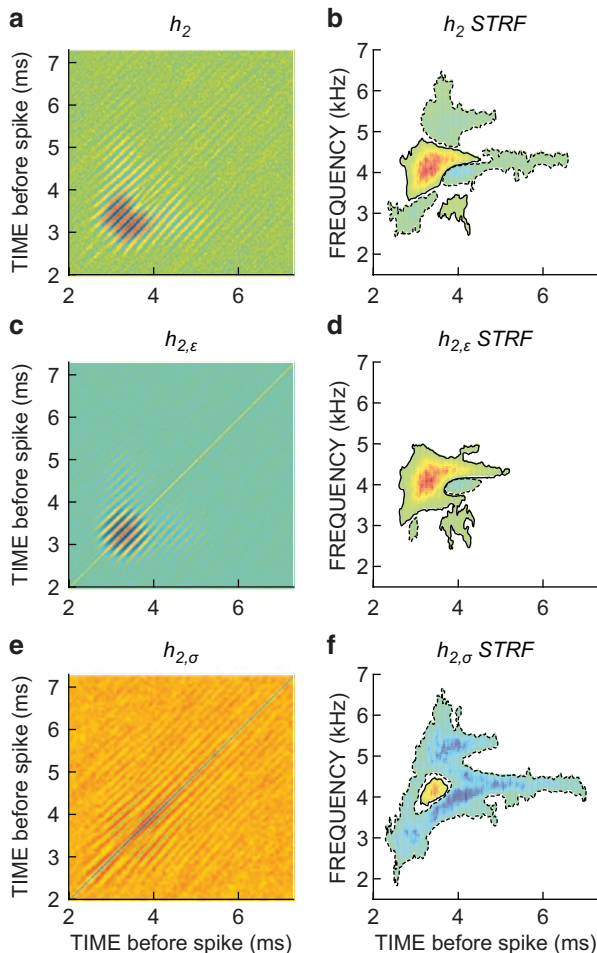 a
h2
TIME before spike (ms)
7
6
5
4
3
2
2 4 6
b
h2 STRF
FREQUENCY (kHz)
7
6
5
4
3
2
2 4 6
c
h2,ε
TIME before spike (ms)
7
6
5
4
3
2
2 4 6
d
h2,ε STRF
FREQUENCY (kHz)
7
6
5
4
3
2
2 4 6
e
h2,σ
TIME before spike (ms)
7
6
5
4
3
2
2 4 6
TIME before spike (ms)
f
h2,σ STRF
FREQUENCY (kHz)
7
6
5
4
3
2
2 4 6
TIME before spike (ms)